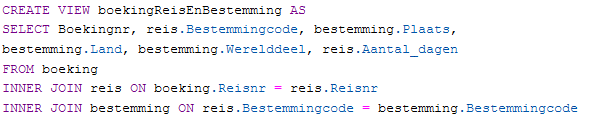 CREATE VIEW boekingReisEnBestemming AS
SELECT Boekingnr, reis.Bestemmingcode, bestemming.Plaats,
bestemming.Land, bestemming.Werelddeel, reis.Aantal_dagen
FROM boeking
INNER JOIN reis ON boeking.Reisnr = reis.Reisnr
INNER JOIN bestemming ON reis.Bestemmingcode = bestemming.Bestemmingcode